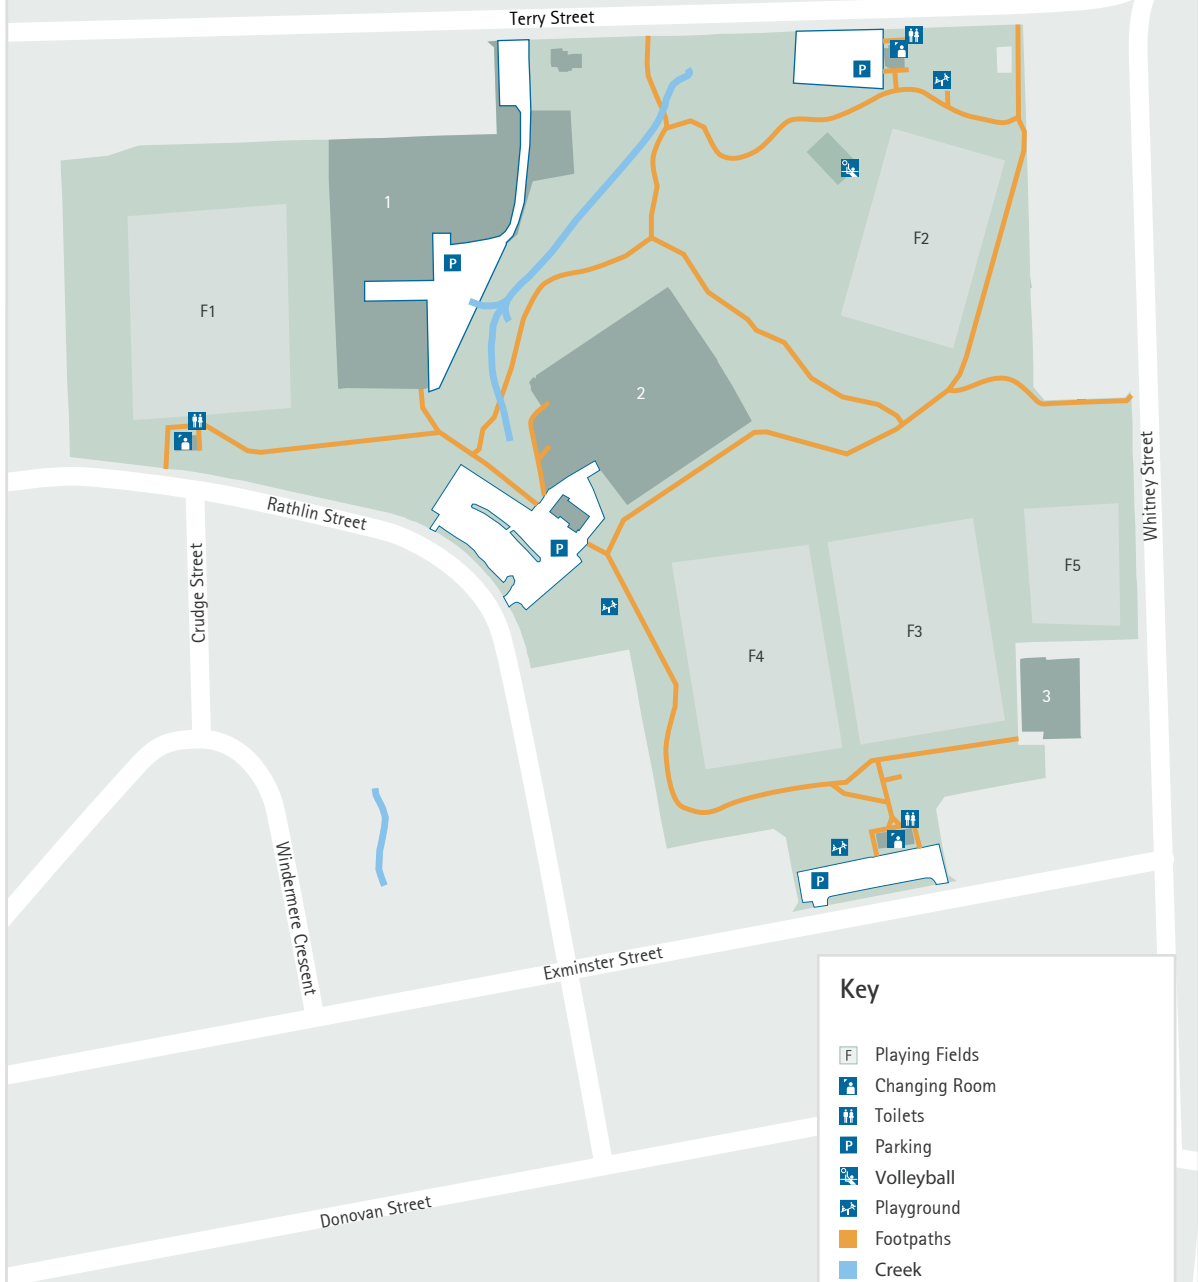 Terry Street
P
P
1
F2
P
F1
2
Whitney Street
Rathlin Street
P
Crudge Street
F5
F3
F4
3
Windermere Crescent
P
Exminster Street
Key
F Playing Fields
Changing Room
Toilets
P Parking
Volleyball
Playground
Footpaths
Creek
Donovan Street